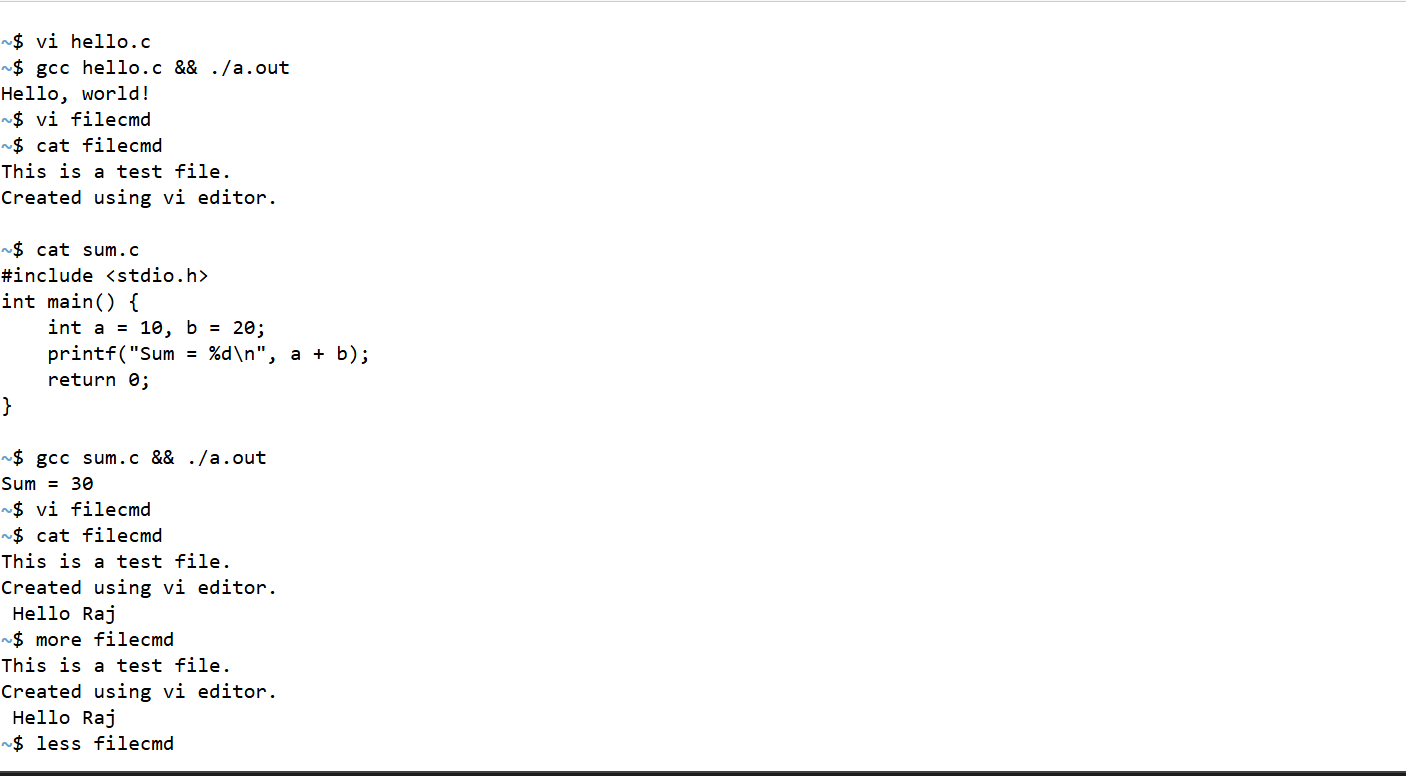 ~$ vi hello.c
~$ gcc hello.c && ./a.out
Hello, world!
~$ vi filecmd
~$ cat filecmd
This is a test file.
Created using vi editor.

~$ cat sum.c
#include <stdio.h>
int main() {
    int a = 10, b = 20;
    printf("Sum = %d\n", a + b);
    return 0;
}

~$ gcc sum.c && ./a.out
Sum = 30
~$ vi filecmd
~$ cat filecmd
This is a test file.
Created using vi editor.
 Hello Raj
~$ more filecmd
This is a test file.
Created using vi editor.
 Hello Raj
~$ less filecmd